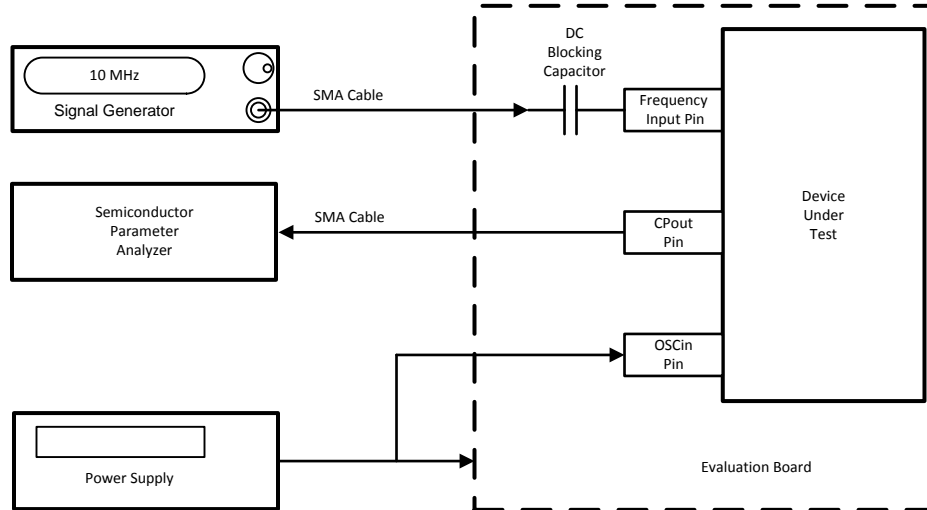 10 MHz
Signal Generator
SMA Cable
DC
Blocking
Capacitor
Frequency
Input Pin
Semiconductor
Parameter
Analyzer
SMA Cable
CPout
Pin
Device
Under
Test
OSCin
Pin
Power Supply
Evaluation Board